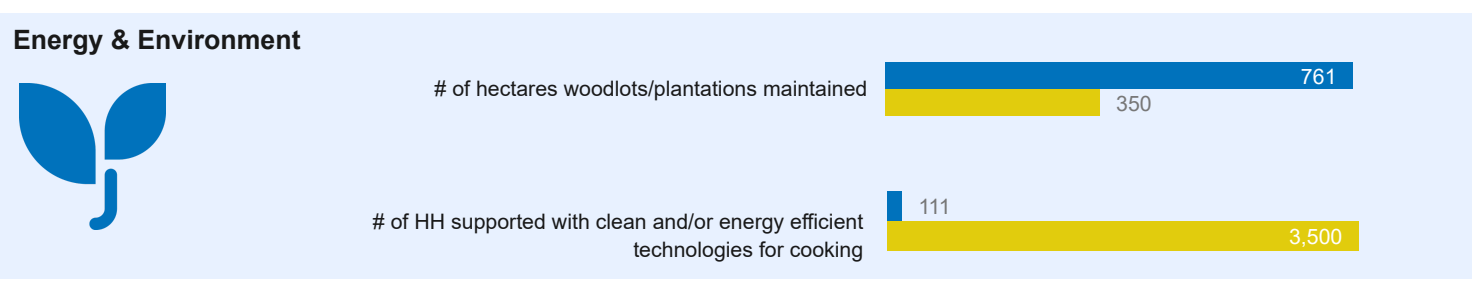 Energy & Environment
# of hectares woodlots/plantations maintained
761
350
# of HH supported with clean and/or energy efficient
technologies for cooking
111
3,500